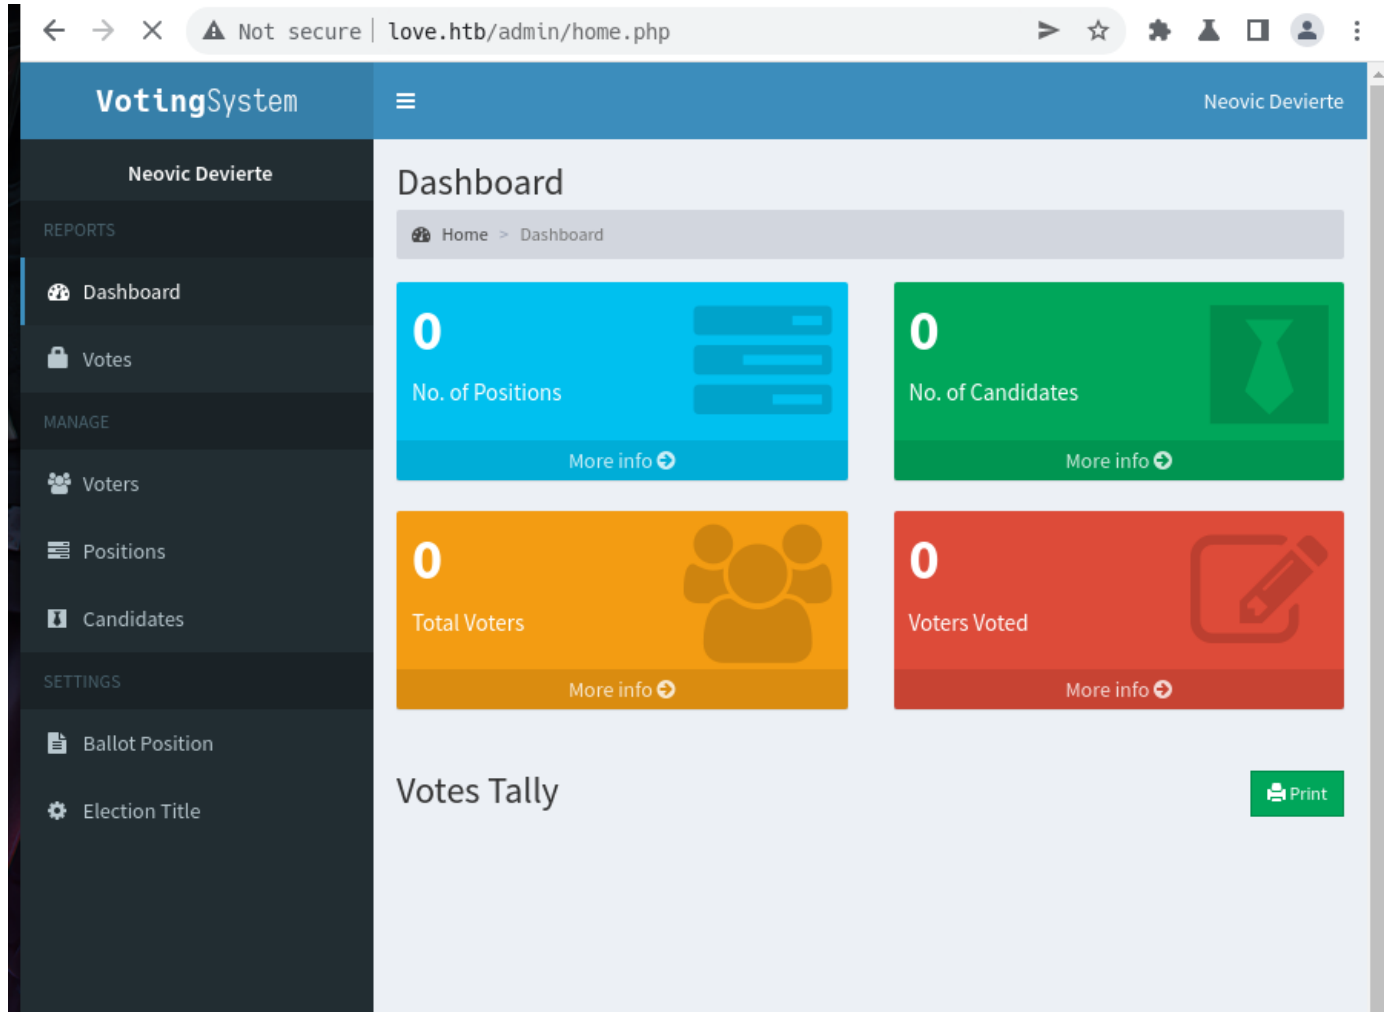 Not secure love.htb/admin/home.php
VotingSystem
Neovic Devierte
Neovic Devierte
REPORTS
Dashboard
Votes
MANAGE
Voters
Positions
Candidates
SETTINGS
Ballot Position
Election Title
Dashboard
Home > Dashboard
0
No. of Positions
More info
0
No. of Candidates
More info
0
Total Voters
More info
0
Voters Voted
More info
Votes Tally
Print